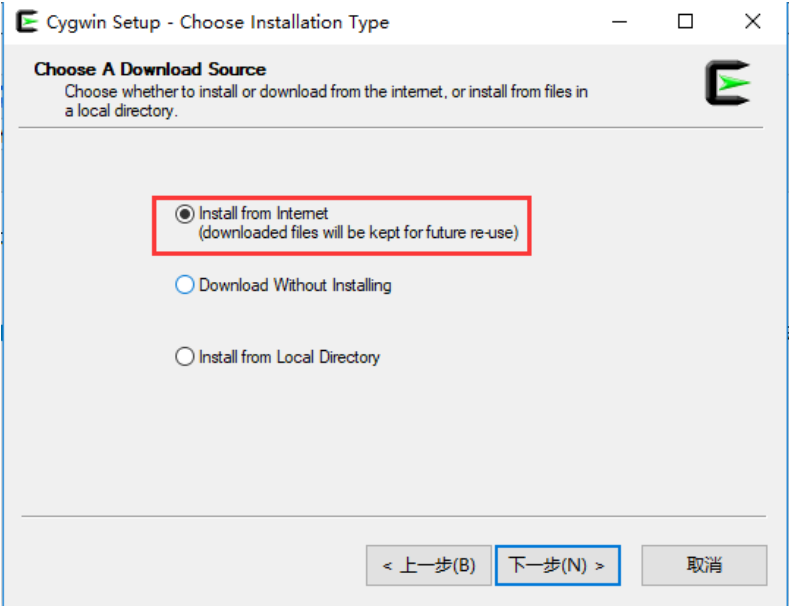 Cygwin Setup - Choose Installation Type
Choose A Download Source
Choose whether to install or download from the internet, or install from files in
a local directory.
Install from Internet
(downloaded files will be kept for future re-use)
Download Without Installing
Install from Local Directory
< 上一步(B)
下一步(N) >
取消